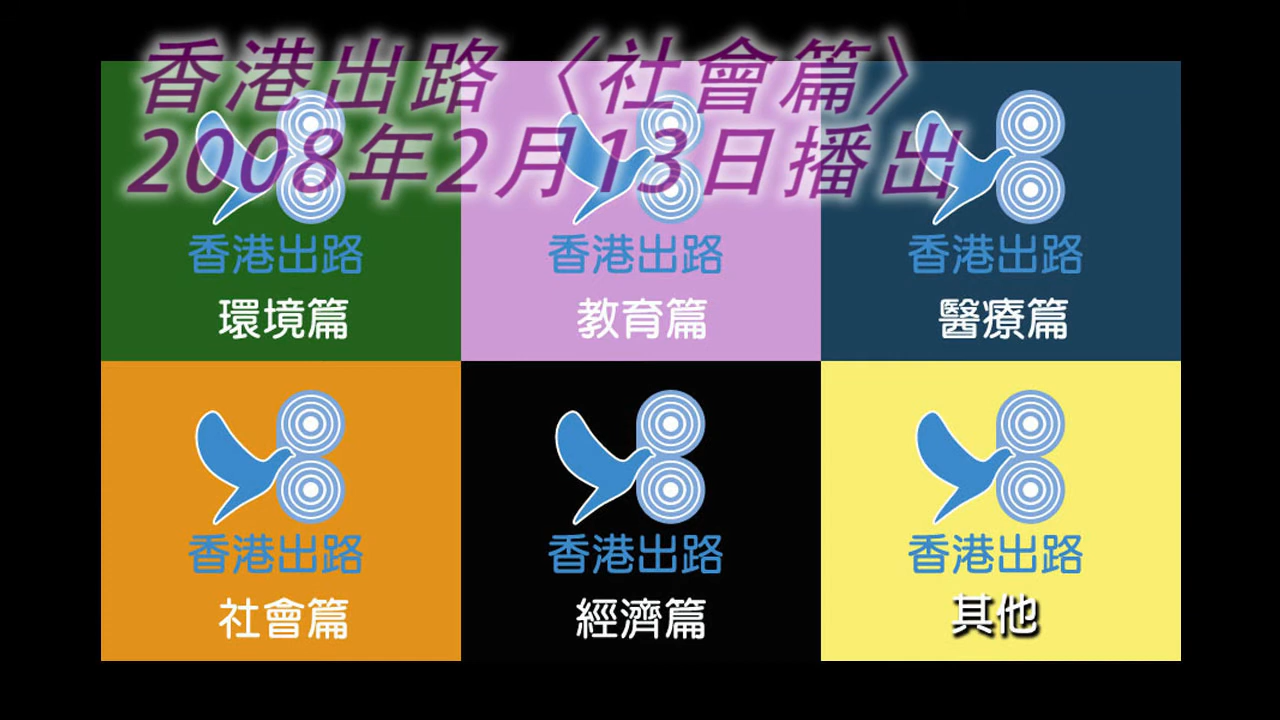 香港出路〈社會篇〉
2008年2月13日播出
香港出路
環境篇
香港出路
教育篇
香港出路
醫療篇
香港出路
社會篇
香港出路
經濟篇
香港出路
其他